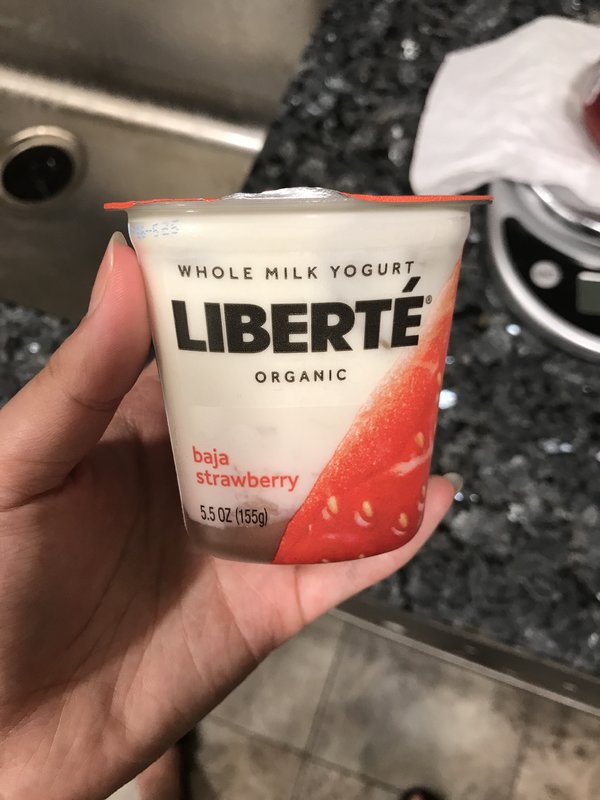 WHOLE MILK YOGURT
LIBERTÉ®
ORGANIC
baja
strawberry
5.5 OZ (155g)